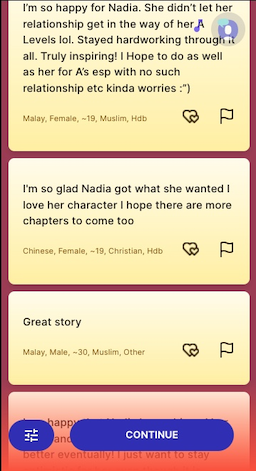 I'm so happy for Nadia. She didn't let her
relationship get in the way of her A
Levels lol. Stayed hardworking through it
all. Truly inspiring! I Hope to do as well
as her for A's esp with no such
relationship etc kinda worries :")
Malay, Female, ~19, Muslim, Hdb
I'm so glad Nadia got what she wanted I
love her character I hope there are more
chapters to come too
Chinese, Female, ~19, Christian, Hdb
Great story
Malay, Male, ~30, Muslim, Other
happy
CONTINUE
better eventually! I just want to stay